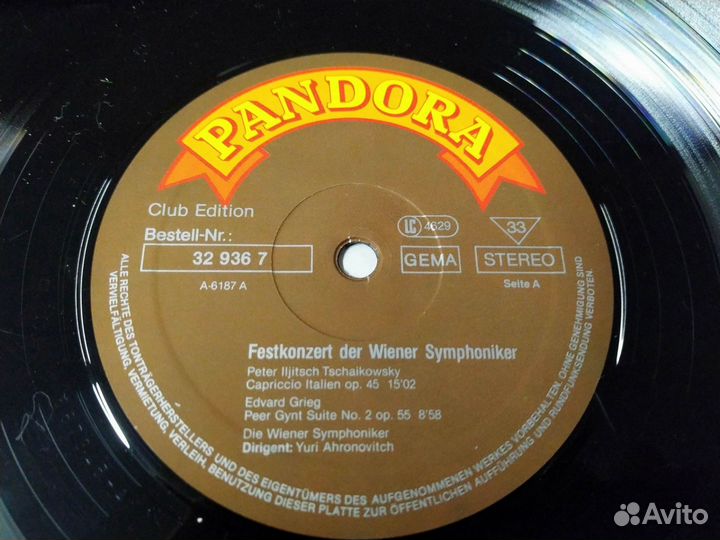 PANDORA
Club Edition
Bestell-Nr.:
32 936 7
A-6187 A
LC 4629
33
GEMA
STEREO
Seite A
Festkonzert der Wiener Symphoniker
Peter Iljitsch Tschaikowsky
Capriccio Italien op. 45 15'02
Edvard Grieg
Peer Gynt Suite No. 2 op. 55 8'58
Die Wiener Symphoniker
Dirigent: Yuri Ahronovitch
ALLE RECHTE DES TONTRÄGERHERSTELLERS UND DES EIGENTÜMERS DES AUFGENOMMENEN WERKES VORBEHALTEN. OHNE GENEHMIGUNG SIND
VERVIELFÄLTIGUNG, VERMIETUNG, VERLEIH, BENUTZUNG DIESER PLATTE ZUR ÖFFENTLICHEN AUFFÜHRUNG UND RUNDFUNKSENDUNG VERBOTEN.
Avito